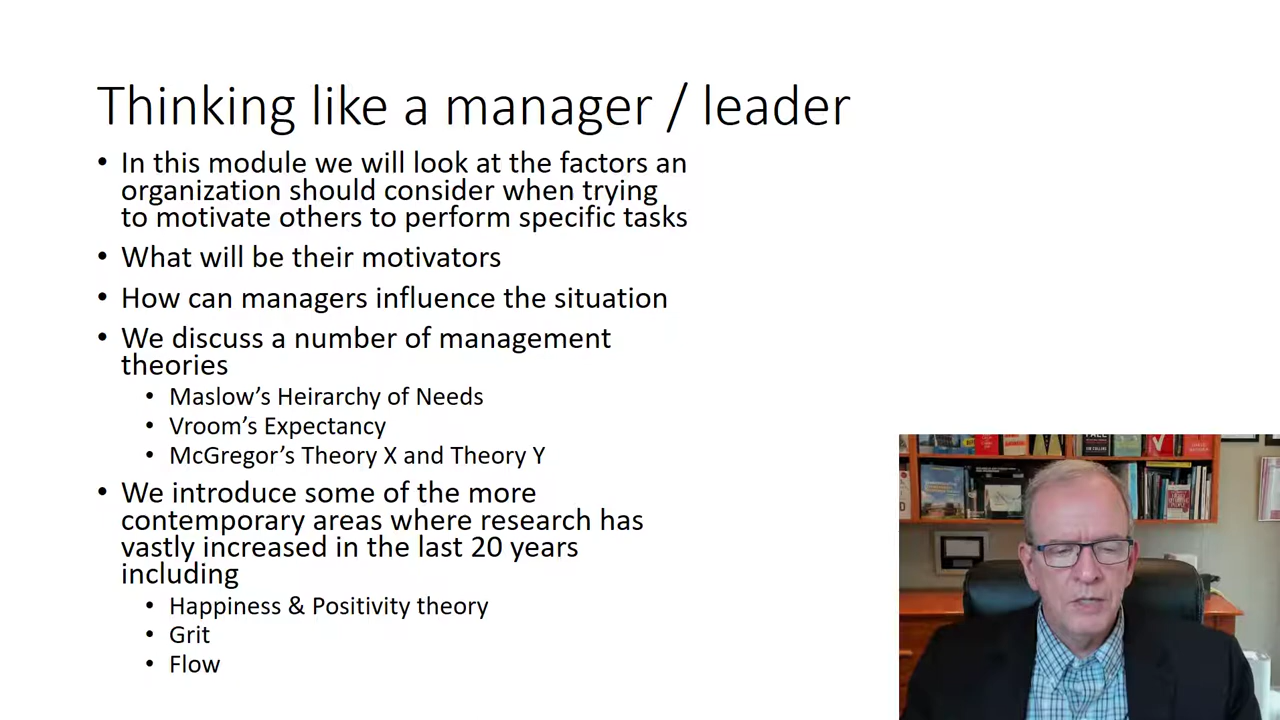 Thinking like a manager / leader
• In this module we will look at the factors an
organization should consider when trying
to motivate others to perform specific tasks
• What will be their motivators
• How can managers influence the situation
• We discuss a number of management
theories
• Maslow’s Heirarchy of Needs
• Vroom’s Expectancy
• McGregor’s Theory X and Theory Y
• We introduce some of the more
contemporary areas where research has
vastly increased in the last 20 years
including
• Happiness & Positivity theory
• Grit
• Flow